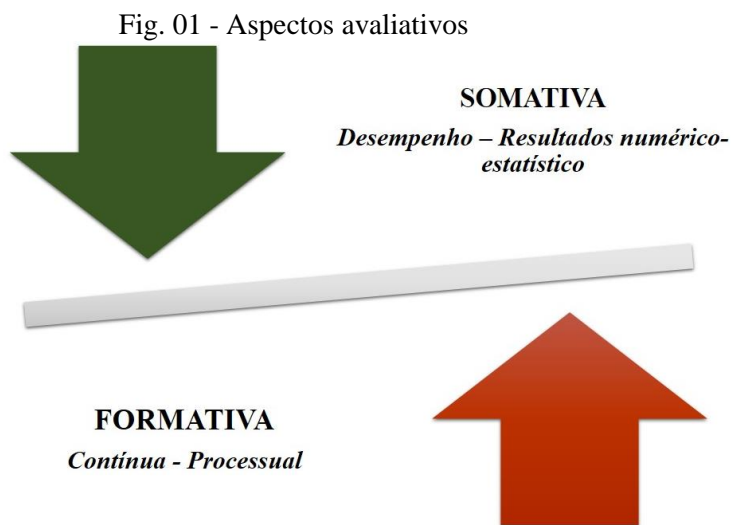 Fig. 01 - Aspectos avaliativos
SOMATIVA
Desempenho – Resultados numérico-
estatístico
FORMATIVA
Contínua - Processual